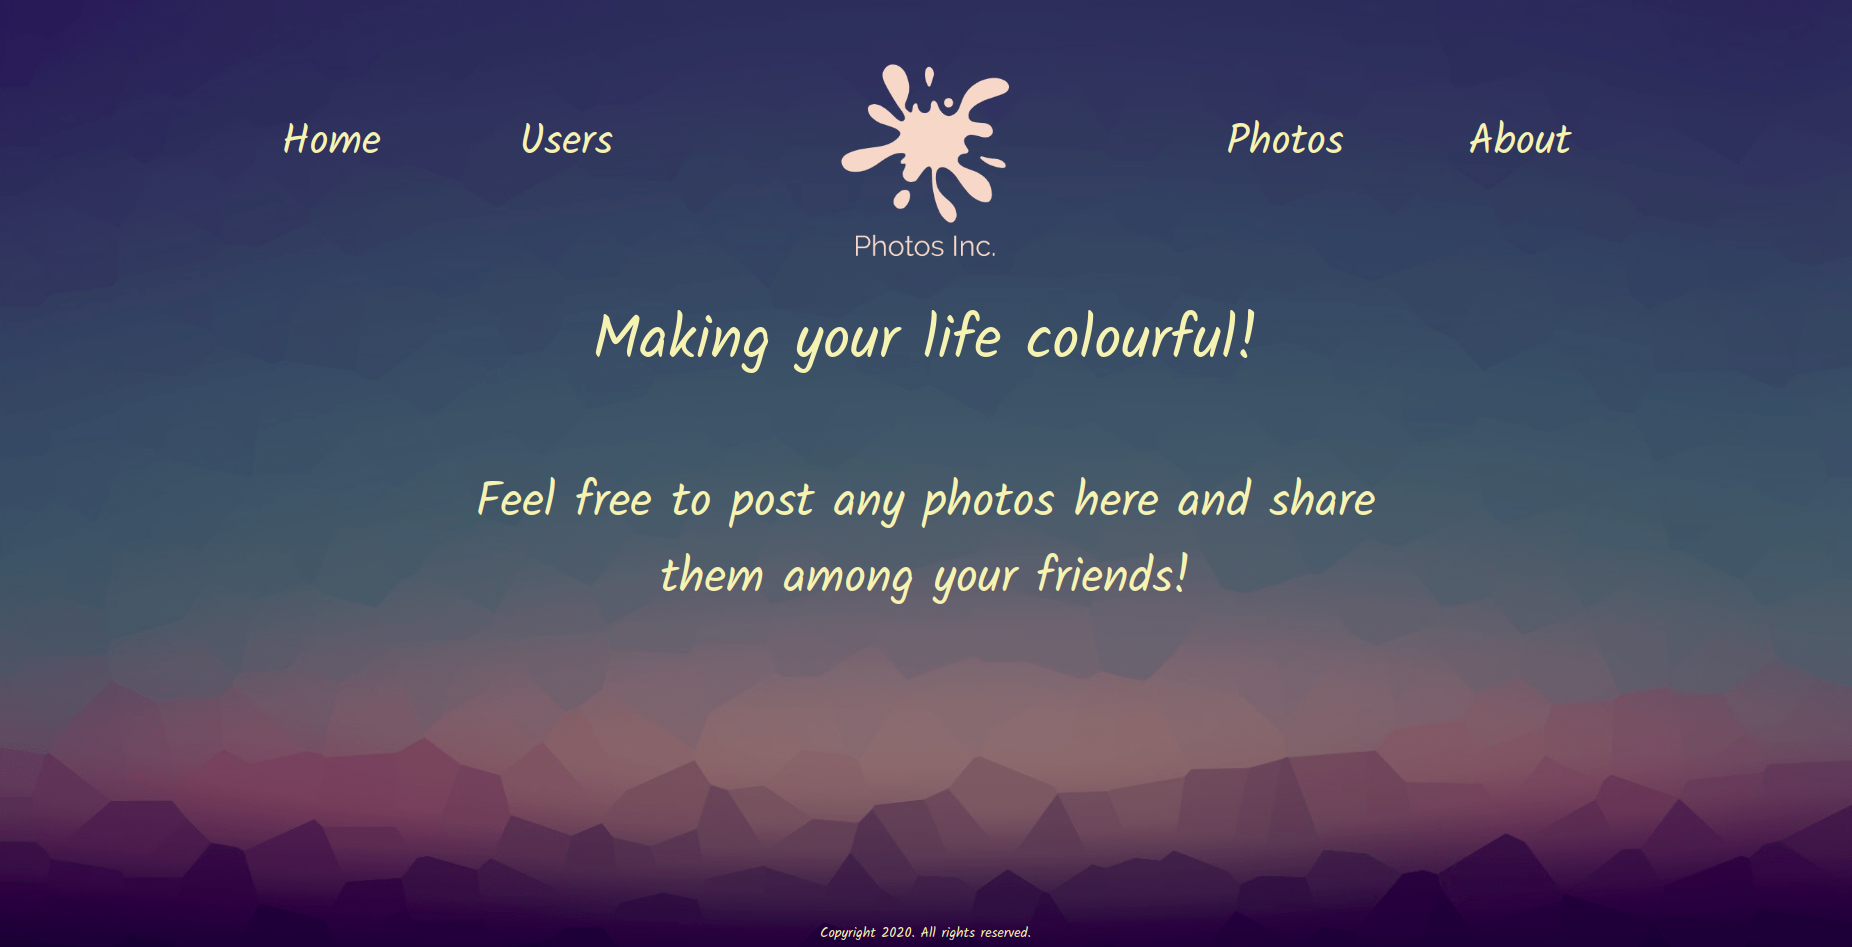 Home Users Photos About
Photos Inc.
Making your life colourful!
Feel free to post any photos here and share
them among your friends!
Copyright 2020. All rights reserved.